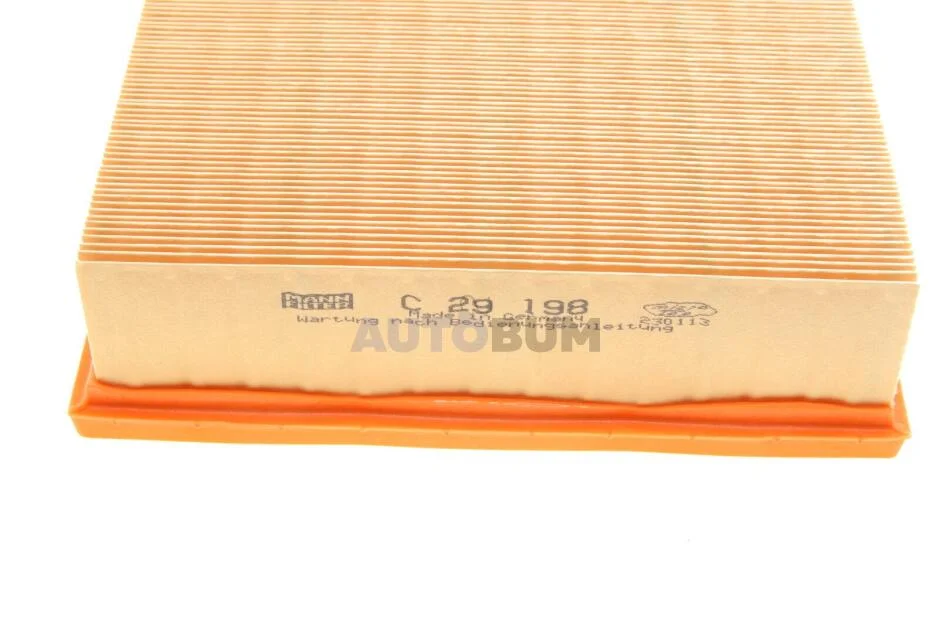 MANN
FILTER
C 29 198
Made in Germany
230113
Wartung nach Bedienungsanleitung
AUTOBUM